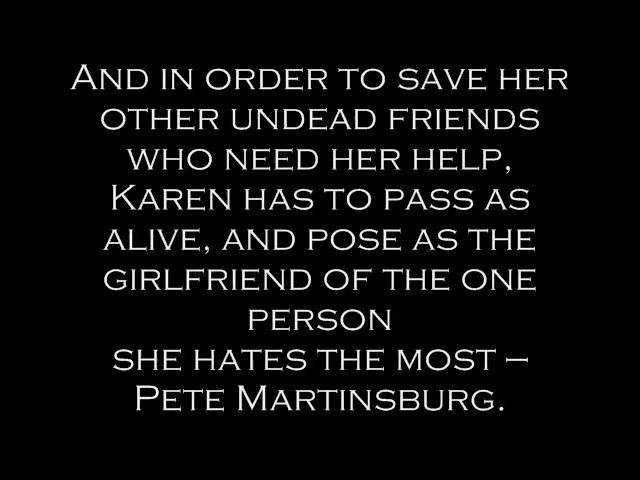 And in order to save her
other undead friends
who need her help,
Karen has to pass as
alive, and pose as the
girlfriend of the one
person
she hates the most –
Pete Martinsburg.